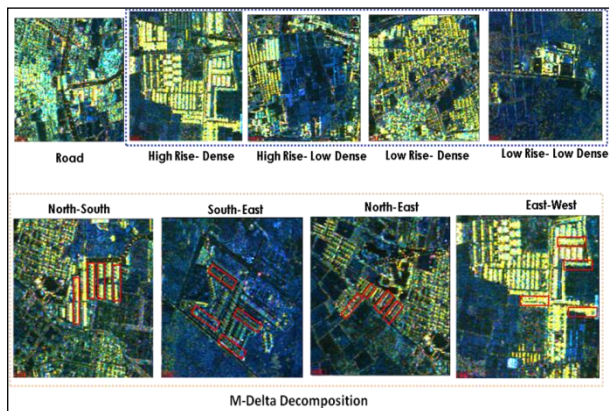 Road
High Rise- Dense
High Rise- Low Dense
Low Rise- Dense
Low Rise- Low Dense
North-South
South-East
North-East
East-West
M-Delta Decomposition